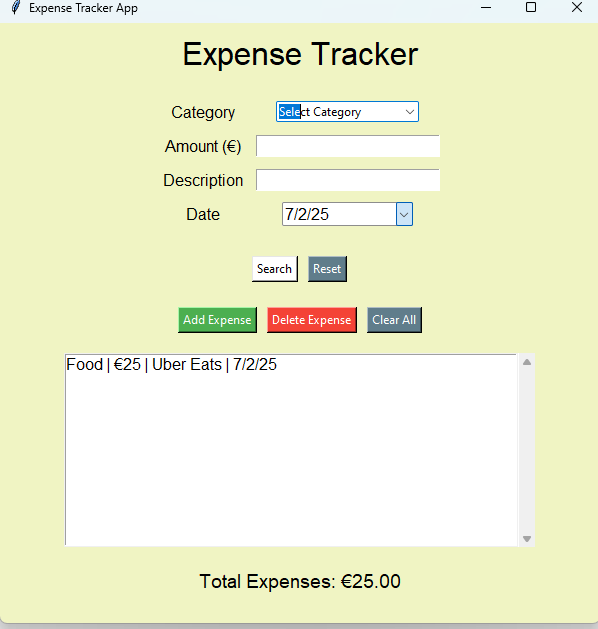 Expense Tracker App
Expense Tracker
Category Select Category
Amount (€)
Description
Date 7/2/25
Search Reset
Add Expense Delete Expense Clear All
Food | €25 | Uber Eats | 7/2/25
Total Expenses: €25.00